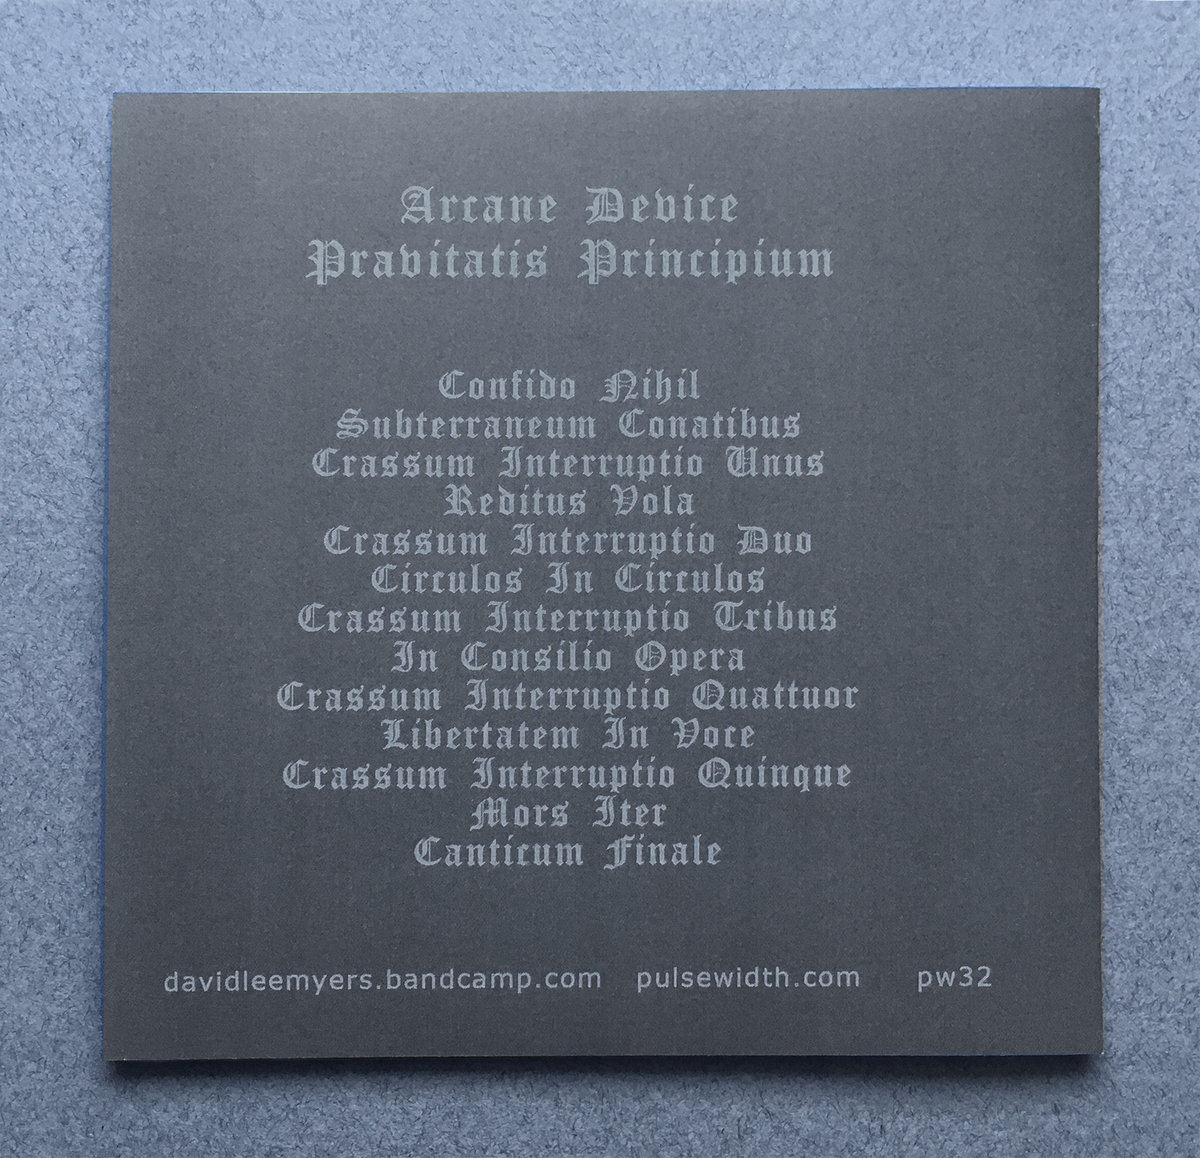 Arcane Device
Pravitatis Principium
Confido Nihil
Subterraneum Conatibus
Crassum Interruptio Unus
Reditus Vola
Crassum Interruptio Duo
Circulos In Circulos
Crassum Interruptio Tribus
In Consilio Opera
Crassum Interruptio Quattuor
Libertatem In Voce
Crassum Interruptio Quinque
Mors Iter
Canticum Finale
davidleemyers.bandcamp.com pulsewidth.com pw32